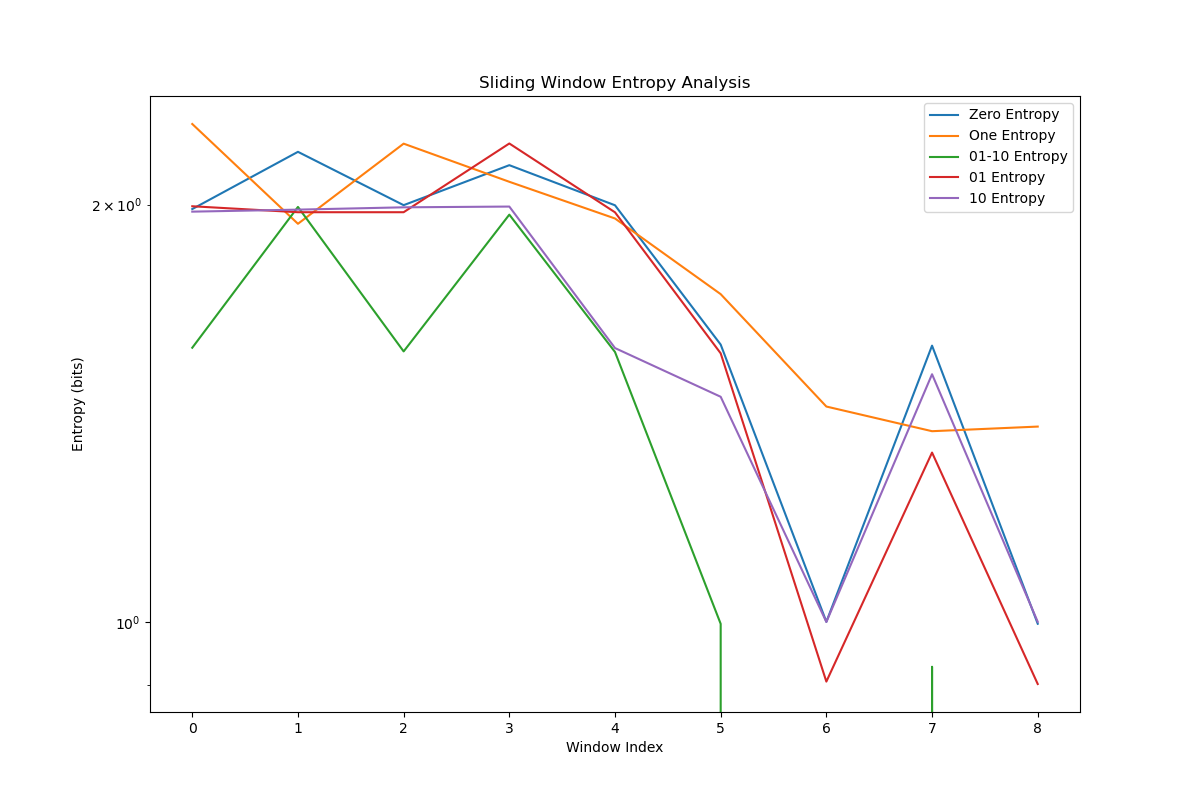 Sliding Window Entropy Analysis
Zero Entropy
One Entropy
01-10 Entropy
01 Entropy
10 Entropy
2 × 10⁰
10⁰
Entropy (bits)
0 1 2 3 4 5 6 7 8
Window Index